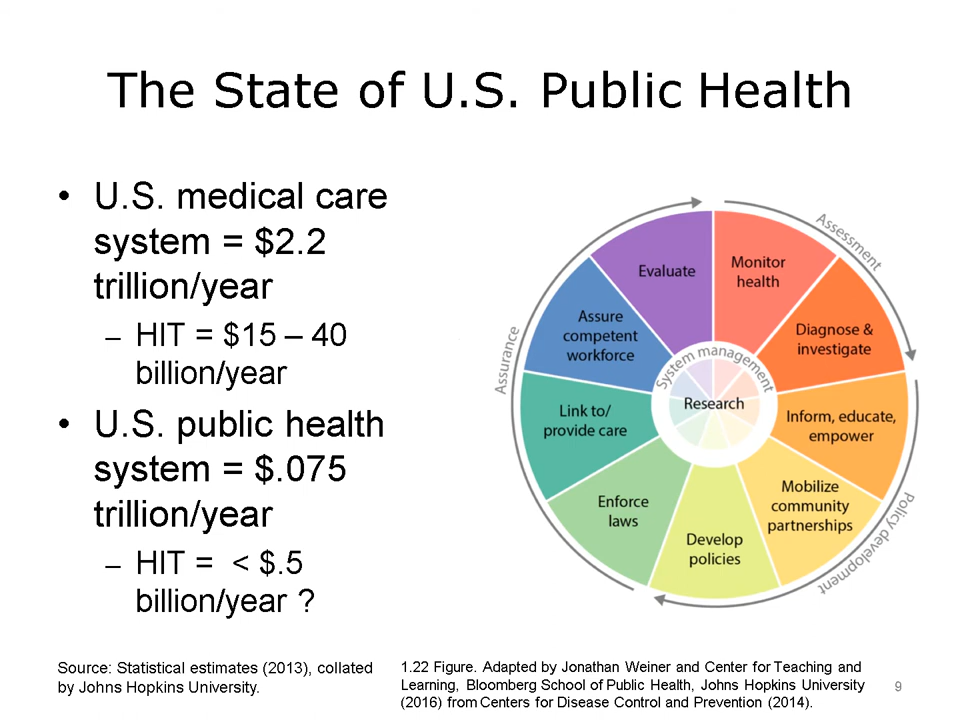 The State of U.S. Public Health
• U.S. medical care
system = $2.2
trillion/year
– HIT = $15 – 40
billion/year
• U.S. public health
system = $.075
trillion/year
– HIT = < $.5
billion/year ?
Assessment
Policy development
Assurance
Monitor
health
Diagnose &
investigate
Inform, educate,
empower
Mobilize
community
partnerships
Develop
policies
Enforce
laws
Link to/
provide care
Assure
competent
workforce
Evaluate
System management
Research
Source: Statistical estimates (2013), collated
by Johns Hopkins University.
1.22 Figure. Adapted by Jonathan Weiner and Center for Teaching and
Learning, Bloomberg School of Public Health, Johns Hopkins University
(2016) from Centers for Disease Control and Prevention (2014).
9